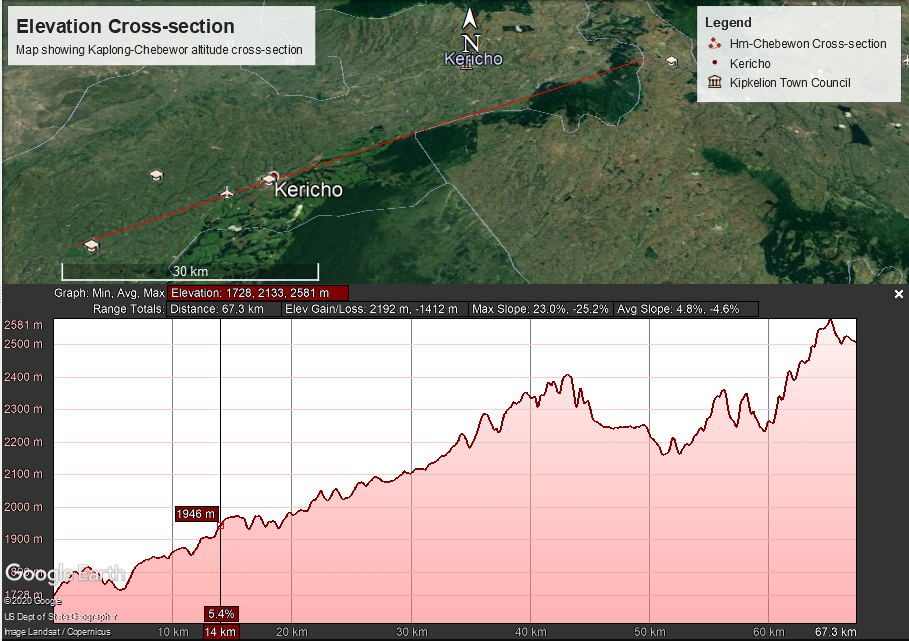 Elevation Cross-section
Map showing Kaplong-Chebewor altitude cross-section
N
Kericho
Legend
Hm-Chebewon Cross-section
Kericho
Kipkelion Town Council
Kericho
30 km
Graph: Min, Avg, Max Elevation: 1728, 2133, 2581 m
Range Totals: Distance: 67.3 km Elev Gain/Loss: 2192 m, -1412 m Max Slope: 23.0%, -25.2% Avg Slope: 4.8%, -4.6%
2581 m
2500 m
2400 m
2300 m
2200 m
2100 m
2000 m
1946 m
1900 m
1800 m
Google Earth
1728 m
©2020 Google
US Dept of State Geographer
5.4%
Image Landsat / Copernicus
10 km 14 km 20 km 30 km 40 km 50 km 60 km 67.3 km